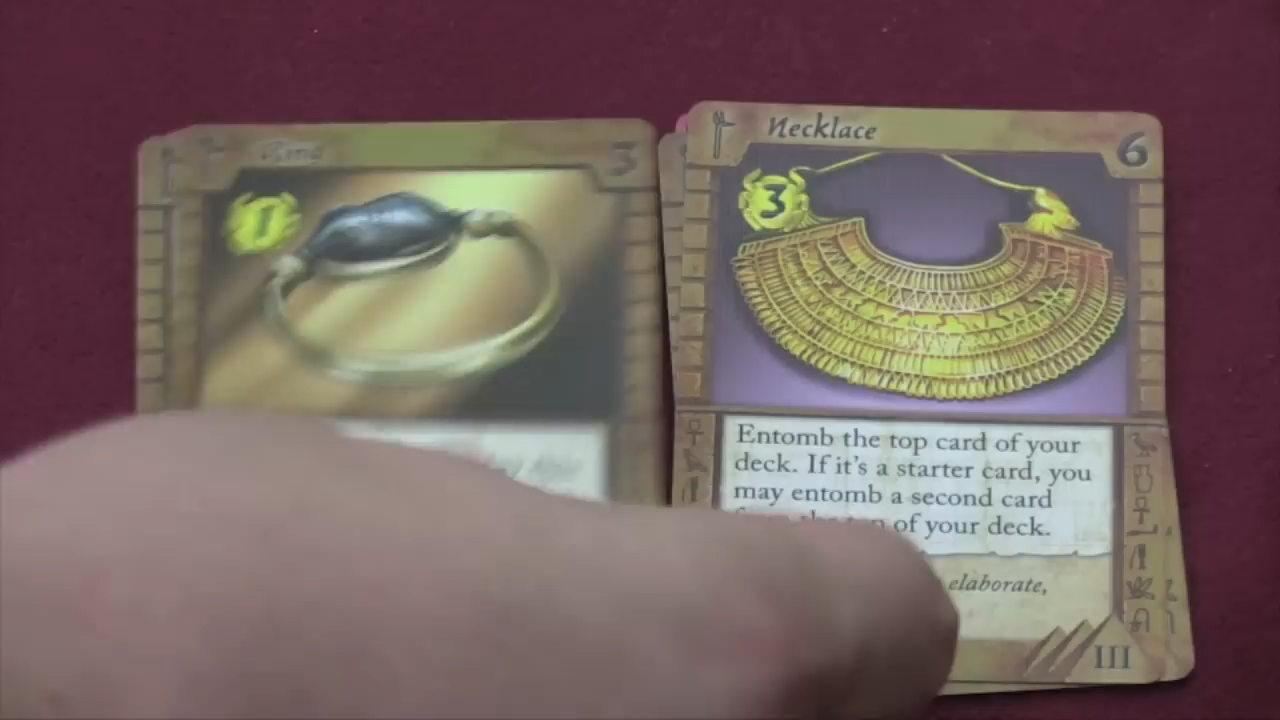 Ring
3
1
Necklace
6
3
Entomb the top card of your
deck. If it's a starter card, you
may entomb a second card
of your deck.
elaborate,
III